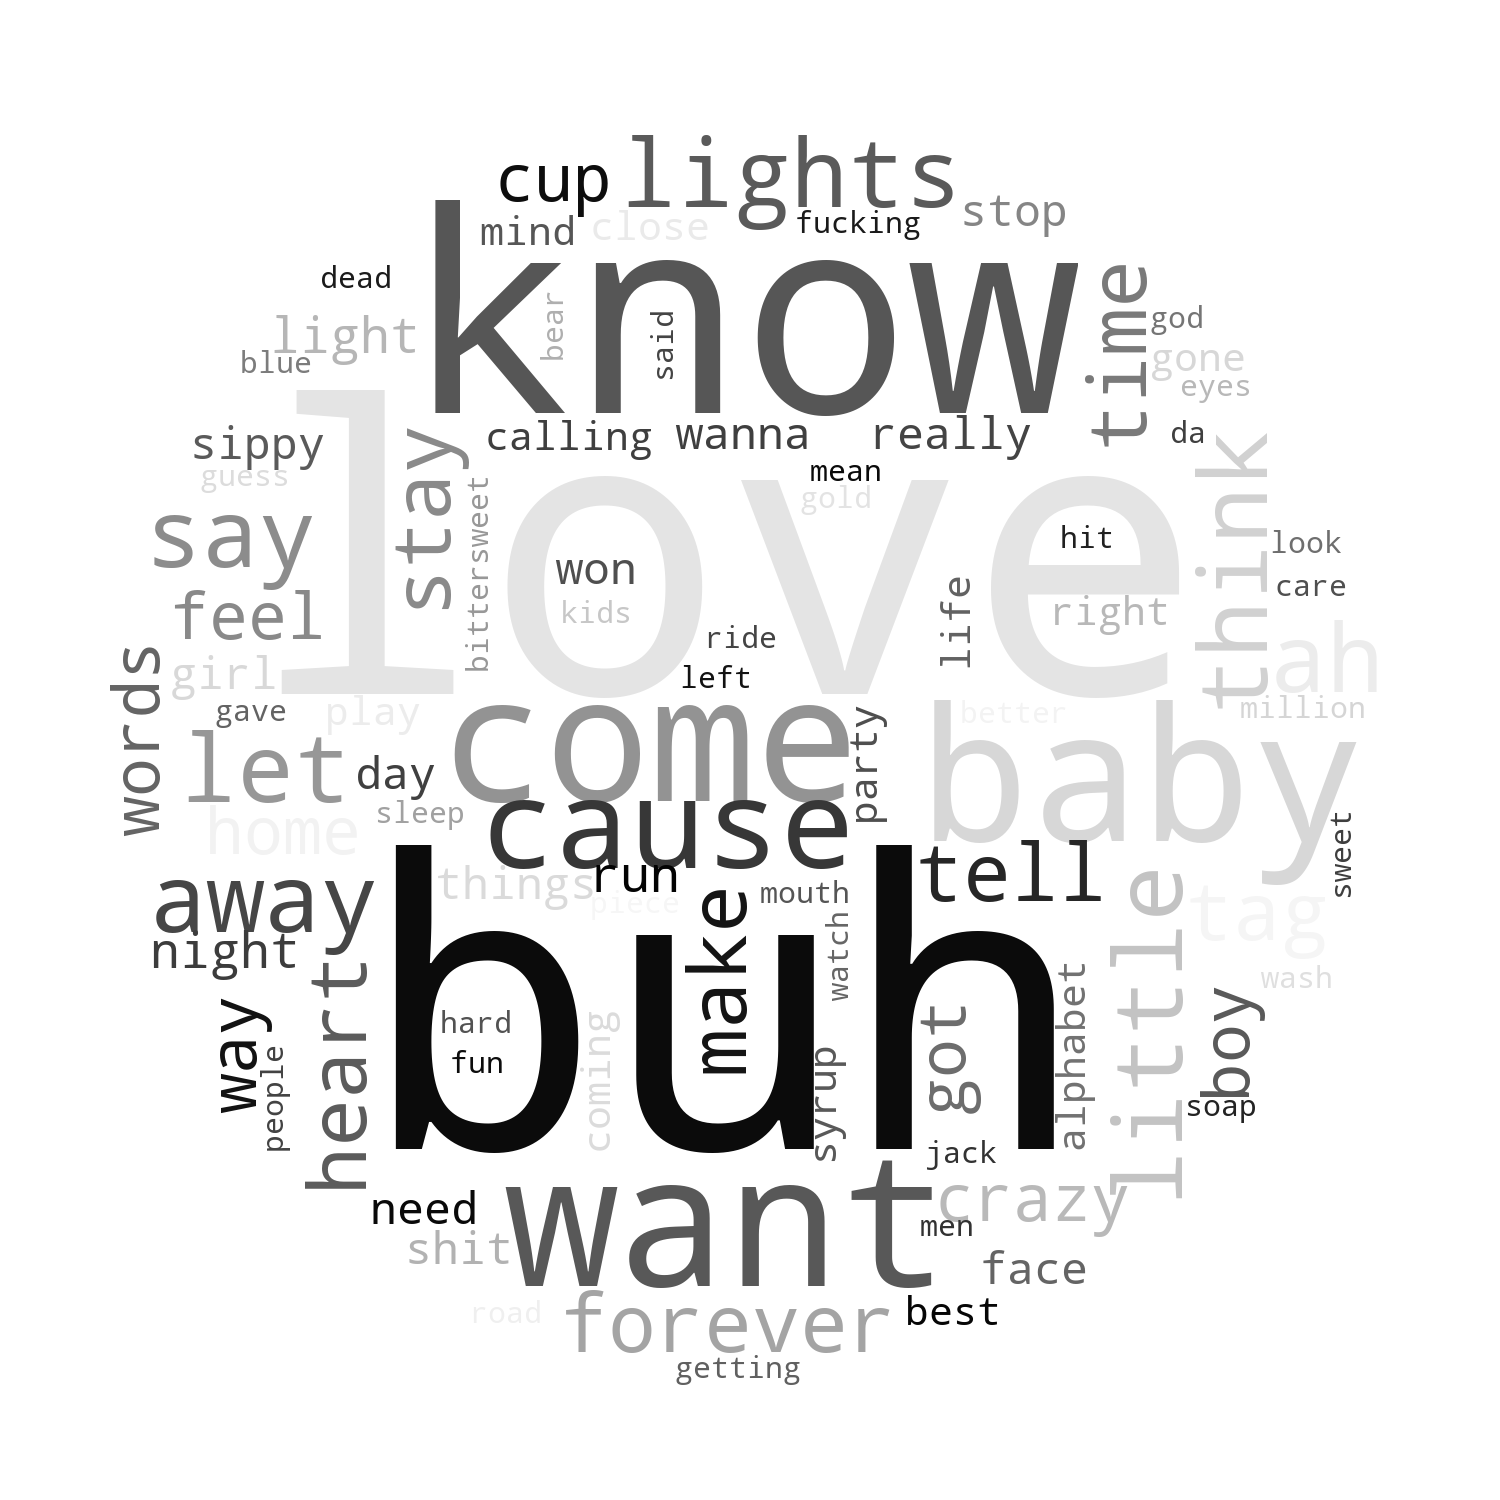 cup
lights
mind
close
fucking
stop
know
dead
light
blue
bear
said
time
god
gone
eyes
da
sippy
guess
calling
wanna
really
mean
gold
love
stay
bittersweet
say
feel
girl
won
kids
hit
life
right
think
look
care
ah
million
words
gave
play
ride
left
come
party
better
baby
let
day
sleep
home
cause
sweet
away
night
things
run
piece
make
mouth
watch
tell
little
tag
wash
way
people
heart
buh
hard
fun
coming
syrup
got
alphabet
boy
soap
jack
need
shit
want
crazy
men
face
road
forever
best
getting